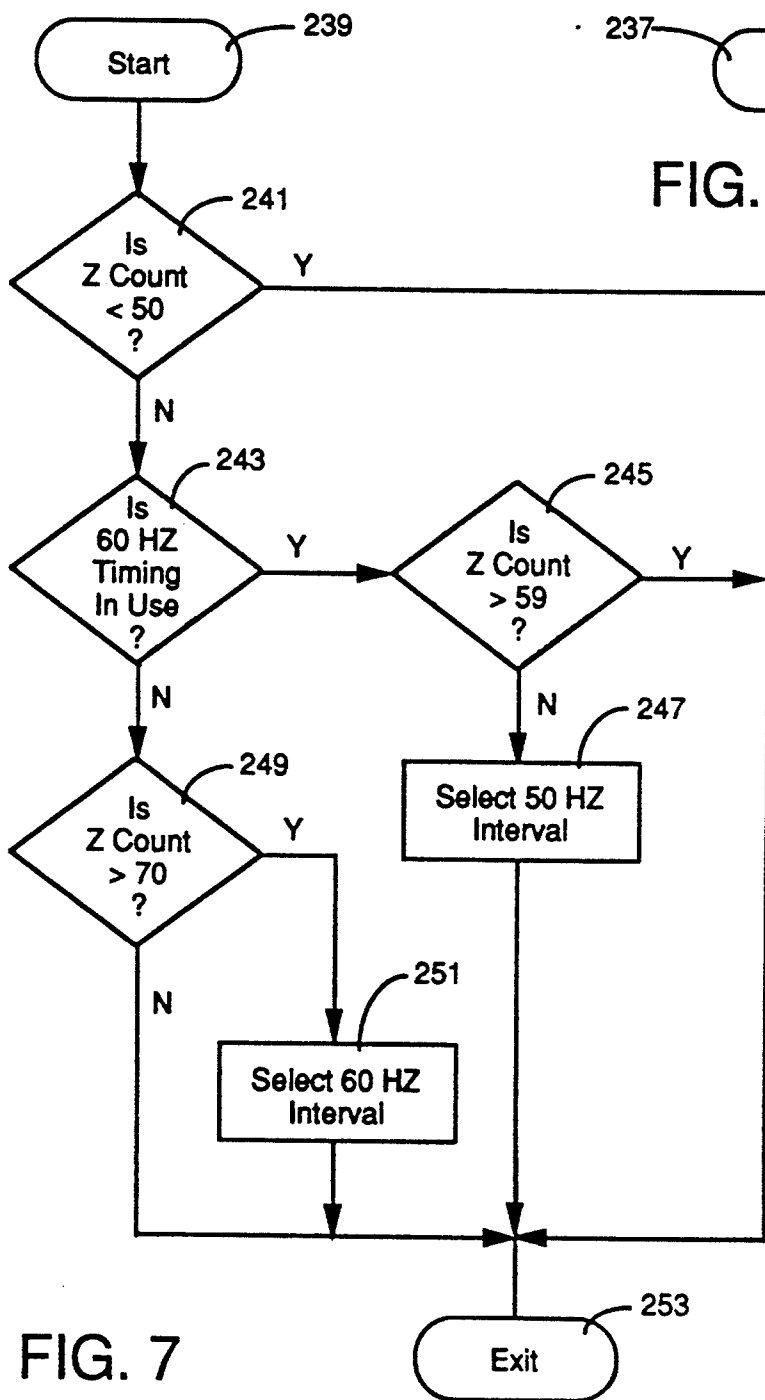 239
Start
237
FIG.
241
Is
Z Count
< 50
?
Y
N
243
Is
60 HZ
Timing
In Use
?
Y
245
Is
Z Count
> 59
?
Y
N
N
247
Select 50 HZ
Interval
249
Is
Z Count
> 70
?
Y
N
251
Select 60 HZ
Interval
253
Exit
FIG. 7